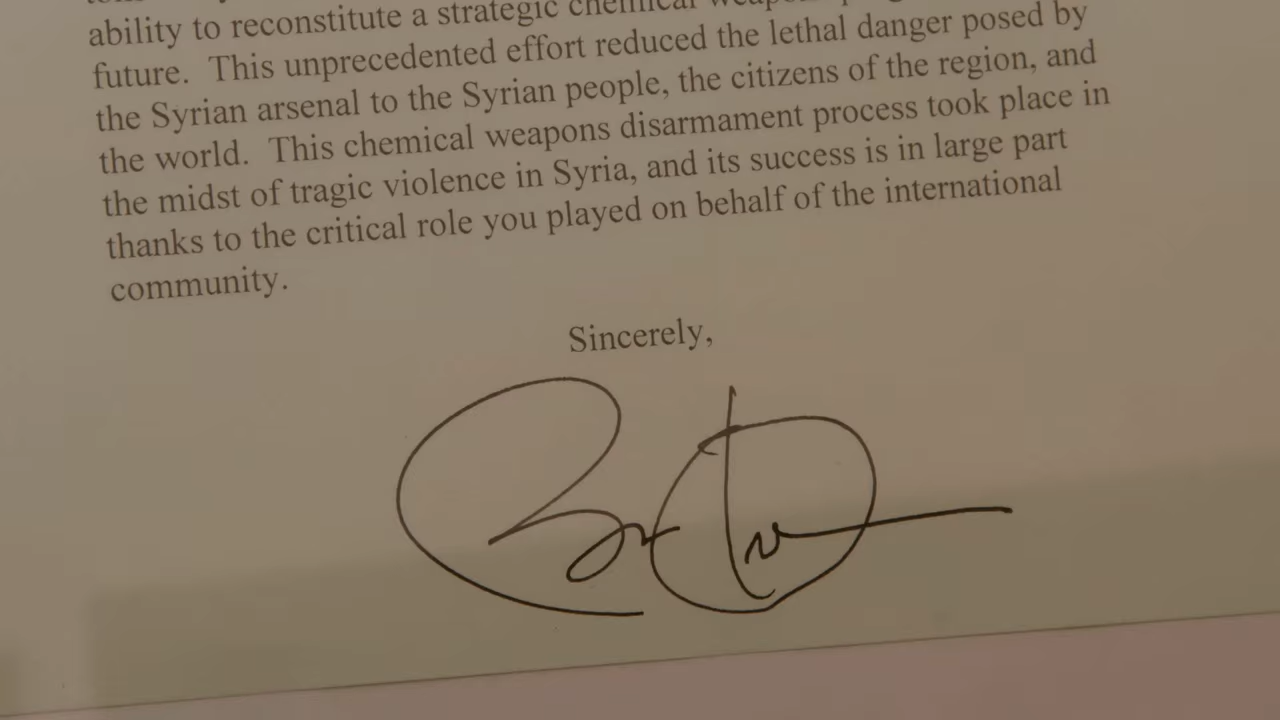 ability to reconstitute a strategic chemical
future. This unprecedented effort reduced the lethal danger posed by
the Syrian arsenal to the Syrian people, the citizens of the region, and
the world. This chemical weapons disarmament process took place in
the midst of tragic violence in Syria, and its success is in large part
thanks to the critical role you played on behalf of the international
community.
Sincerely,